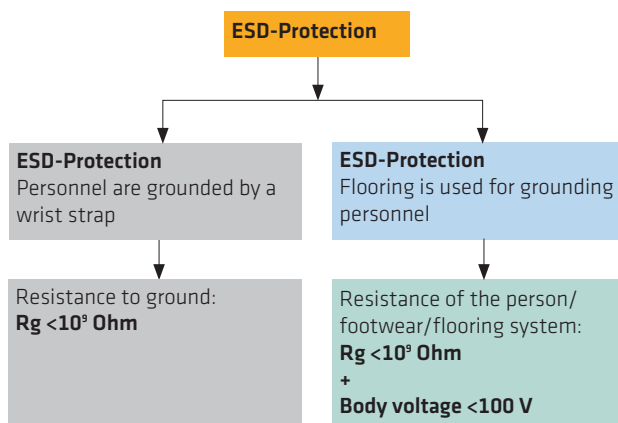 ESD-Protection
ESD-Protection
Personnel are grounded by a
wrist strap
ESD-Protection
Flooring is used for grounding
personnel
Resistance to ground:
Rg <10⁹ Ohm
Resistance of the person/
footwear/flooring system:
Rg <10⁹ Ohm
+
Body voltage <100 V